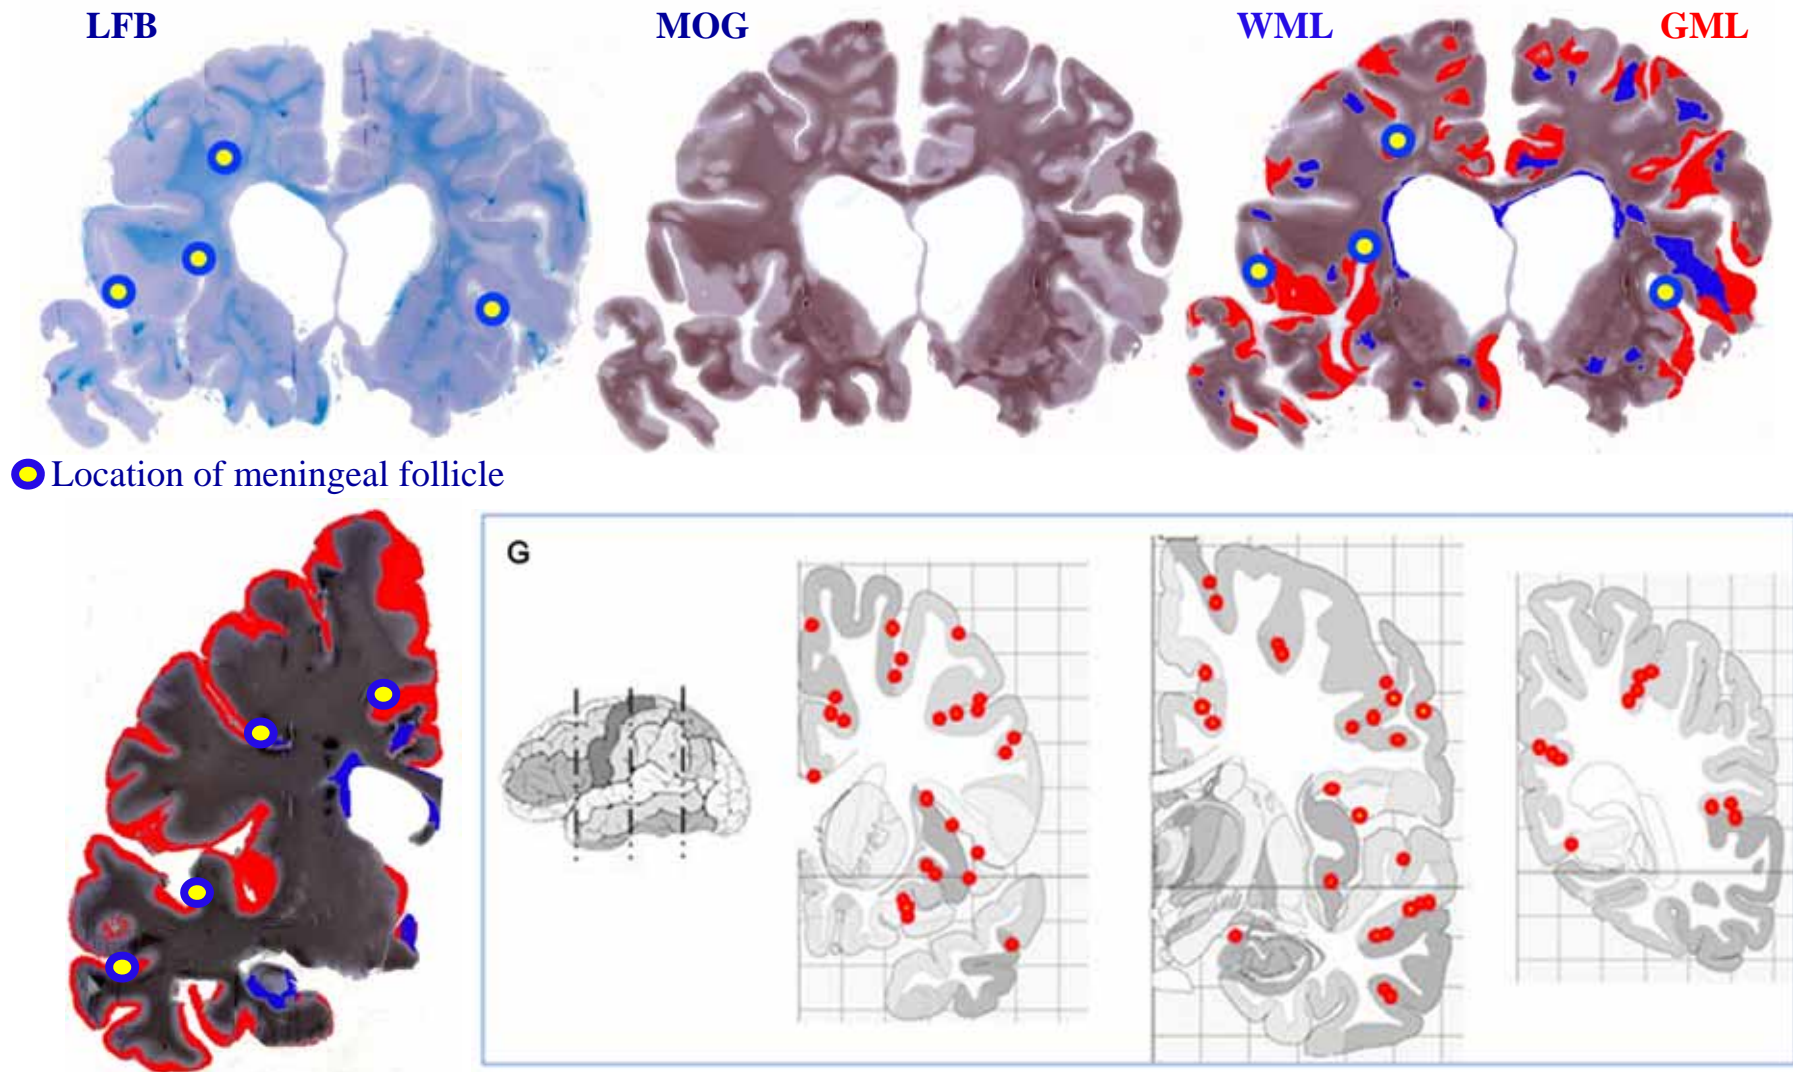 LFB
MOG
WML
GML
Location of meningeal follicle
G